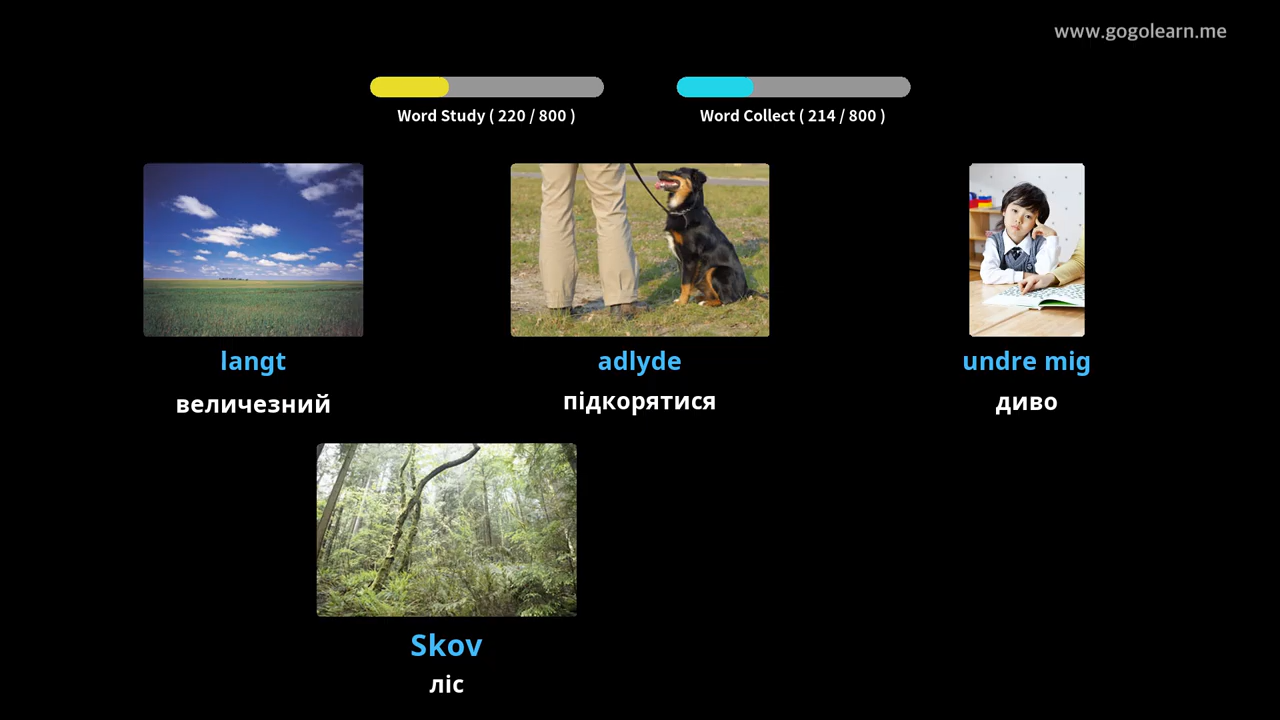 www.gogolearn.me
Word Study ( 220 / 800 )
Word Collect ( 214 / 800 )
langt
величезний
adlyde
підкорятися
undre mig
диво
Skov
ліс